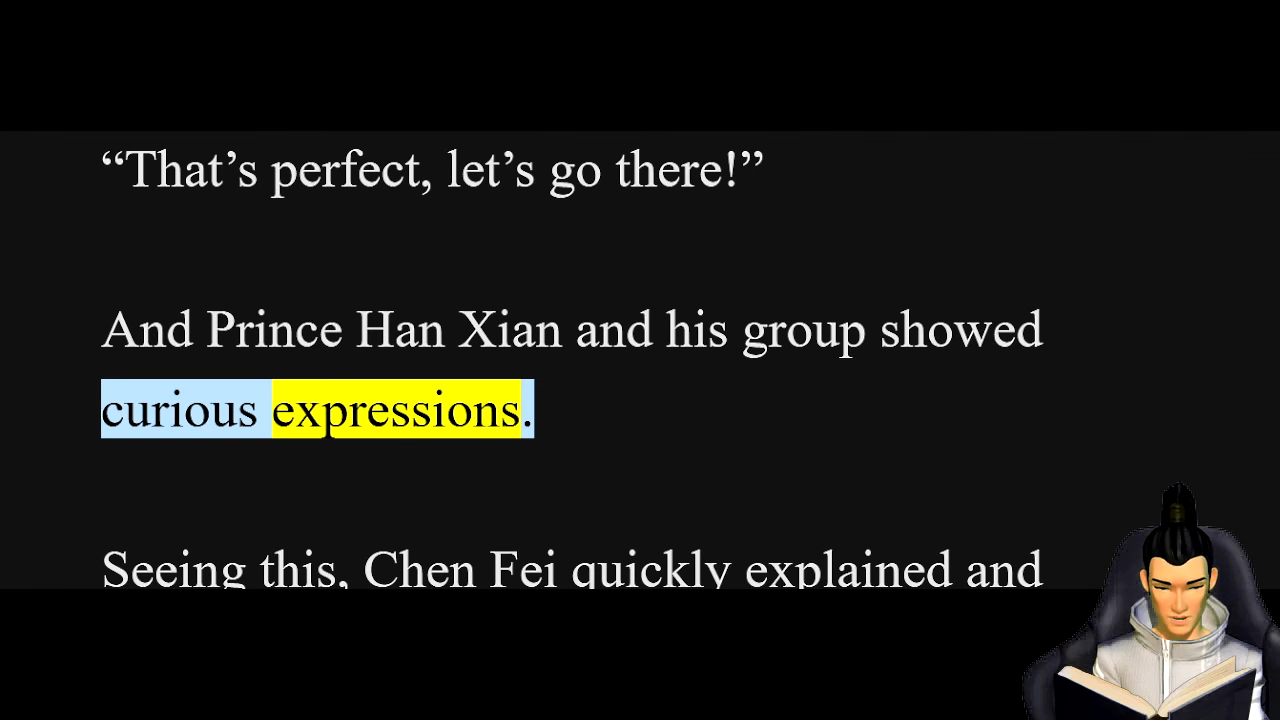 “That’s perfect, let’s go there!”
And Prince Han Xian and his group showed
curious expressions.
Seeing this, Chen Fei quickly explained and